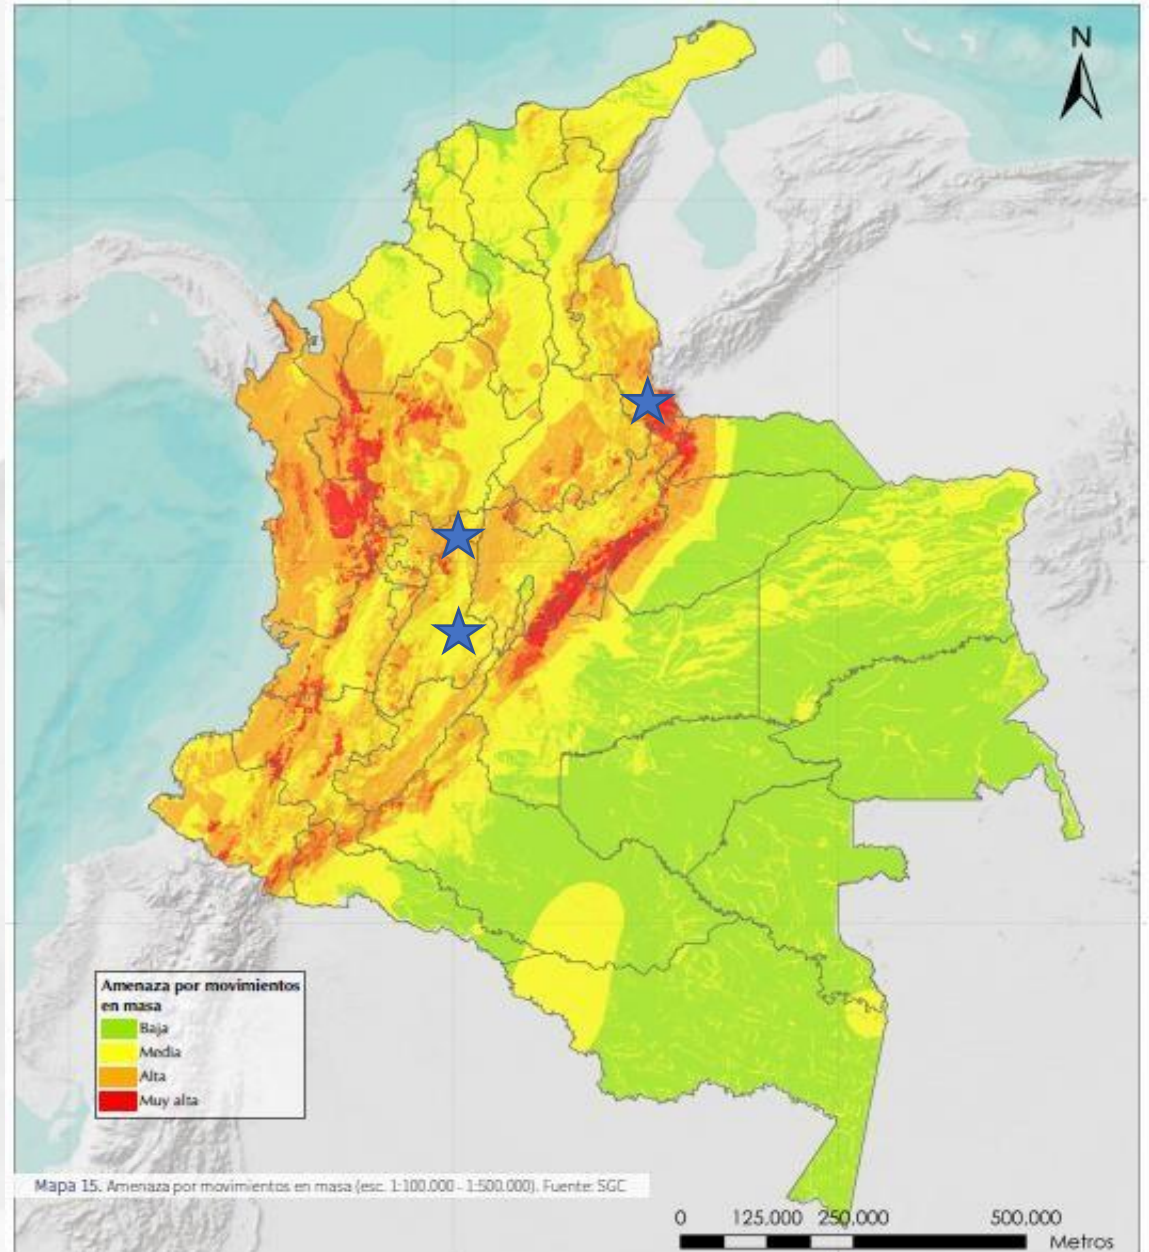 N
Amenaza por movimientos
en masa
Baja
Media
Alta
Muy alta
Mapa 15. Amenaza por movimientos en masa (esc. 1:100.000 - 1:500.000). Fuente: SGC
0 125.000 250.000 500.000
Metros